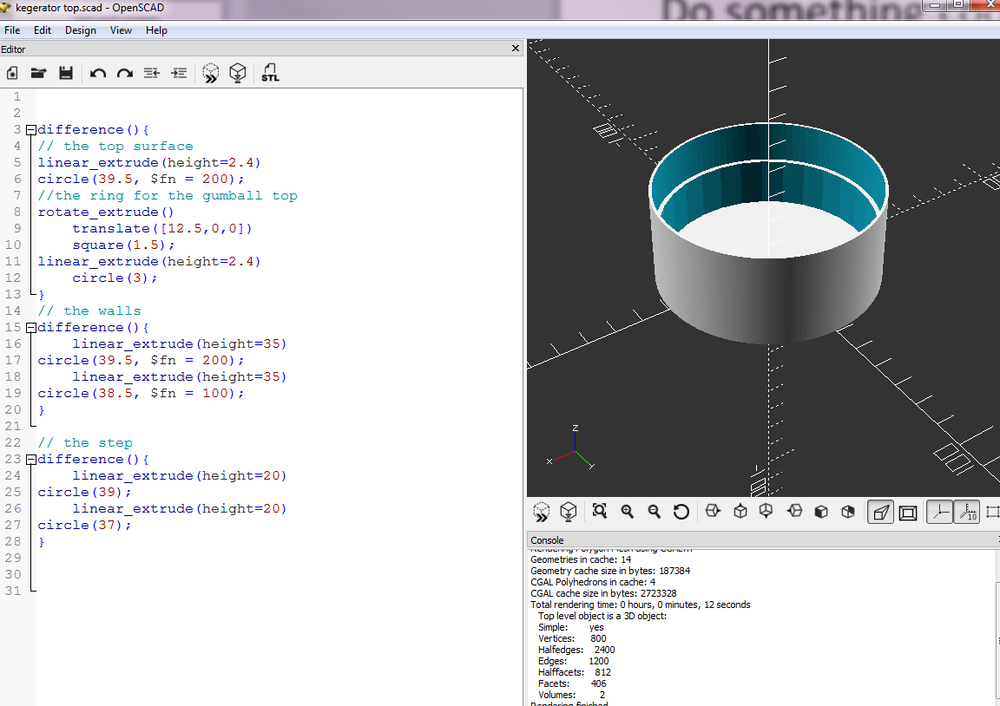 Do something
kegerator top.scad - OpenSCAD
File Edit Design View Help
Editor
STL
1
2
3 difference(){
4 // the top surface
5 linear_extrude(height=2.4)
6 circle(39.5, $fn = 200);
7 //the ring for the gumball top
8 rotate_extrude()
9 translate([12.5,0,0])
10 square(1.5);
11 linear_extrude(height=2.4)
12 circle(3);
13 }
14 // the walls
15 difference(){
16 linear_extrude(height=35)
17 circle(39.5, $fn = 200);
18 linear_extrude(height=35)
19 circle(38.5, $fn = 100);
20 }
21
22 // the step
23 difference(){
24 linear_extrude(height=20)
25 circle(39);
26 linear_extrude(height=20)
27 circle(37);
28 }
29
30
31
z
x
y
10
Console
Rendering Polygon Mesh using CGAL...
Geometries in cache: 14
Geometry cache size in bytes: 187384
CGAL Polyhedrons in cache: 4
CGAL cache size in bytes: 2723328
Total rendering time: 0 hours, 0 minutes, 12 seconds
Top level object is a 3D object:
Simple: yes
Vertices: 800
Halfedges: 2400
Edges: 1200
Halffacets: 812
Facets: 406
Volumes: 2
Rendering finished